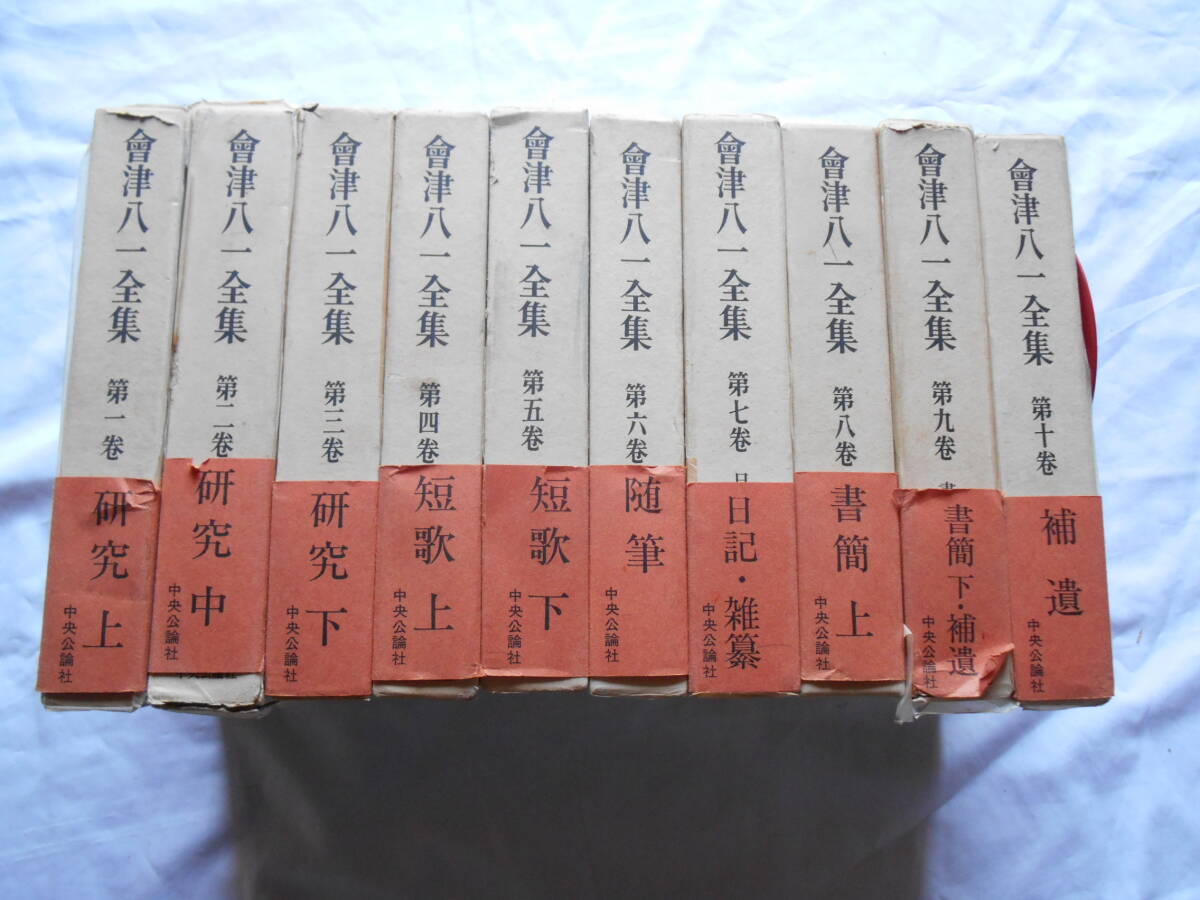 會津八一全集 第一巻
研究 上
中央公論社
會津八一全集 第二巻
研究 中
中央公論社
會津八一全集 第三巻
研究 下
中央公論社
會津八一全集 第四巻
短歌 上
中央公論社
會津八一全集 第五巻
短歌 下
中央公論社
會津八一全集 第六巻
随筆
中央公論社
會津八一全集 第七巻
日記・雑纂
中央公論社
會津八一全集 第八巻
書簡 上
中央公論社
會津八一全集 第九巻
書簡 下・補遺
中央公論社
會津八一全集 第十巻
補遺
中央公論社